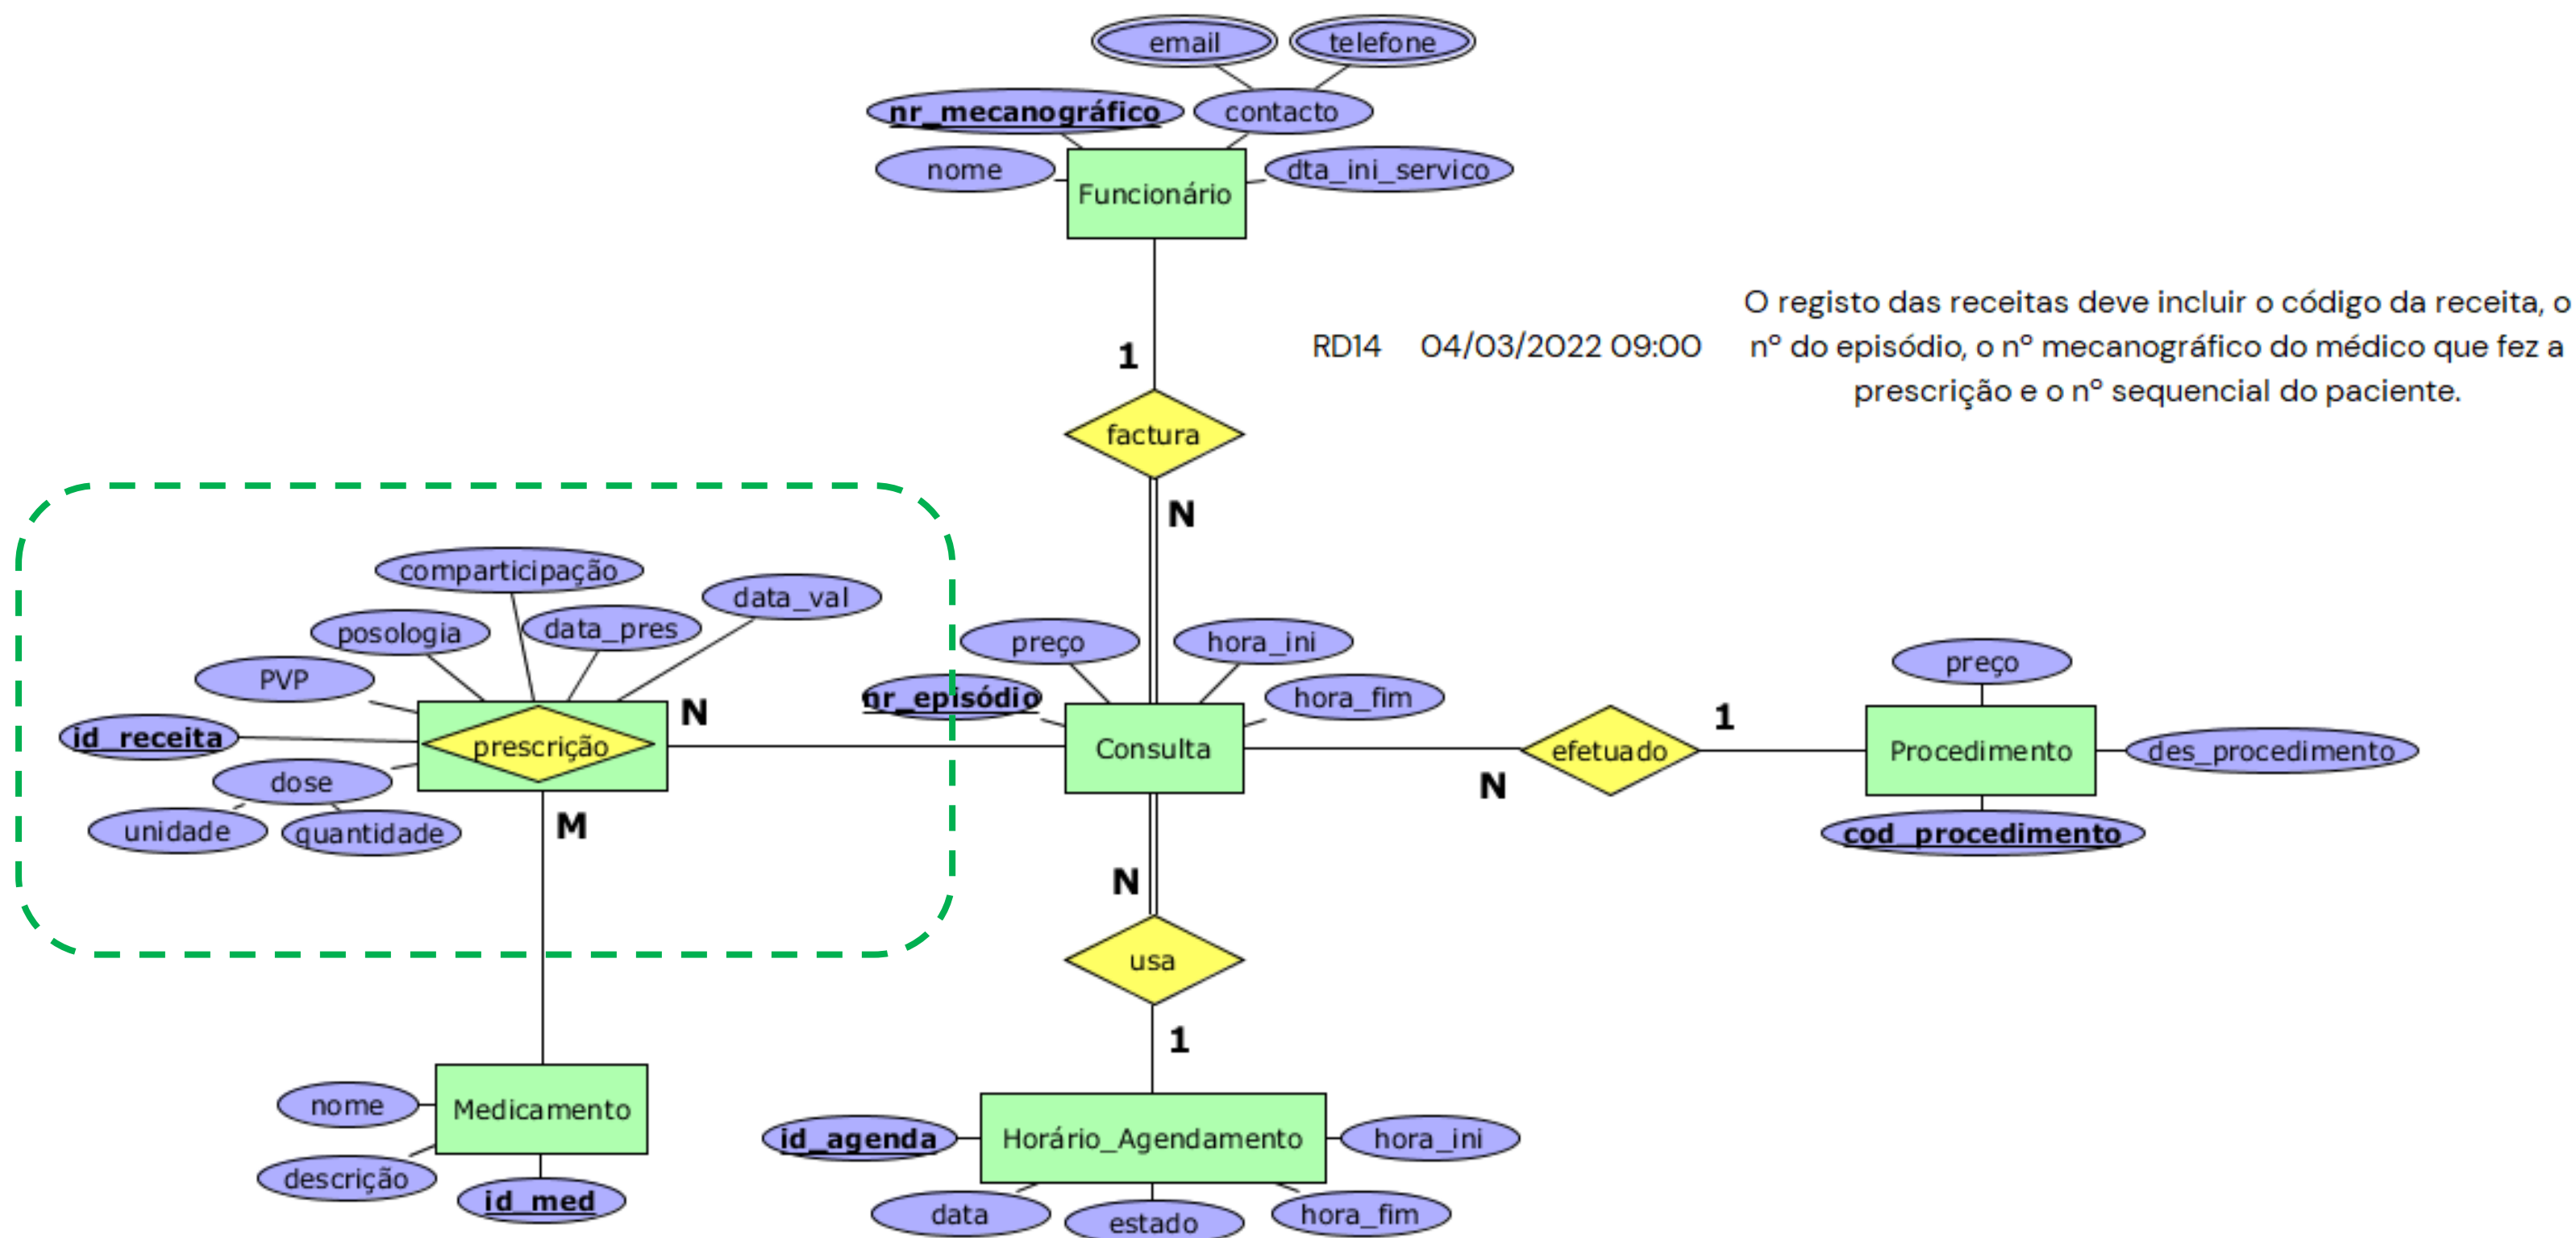 email
telefone
nr_mecanográfico
contacto
nome
dta_ini_servico
Funcionário
1
RD14 04/03/2022 09:00
O registo das receitas deve incluir o código da receita, o
nº do episódio, o nº mecanográfico do médico que fez a
prescrição e o nº sequencial do paciente.
factura
N
comparticipação
data_val
posologia
data_pres
PVP
id_receita
prescrição
N
dose
unidade
quantidade
M
preço
hora_ini
nr_episódio
hora_fim
Consulta
N
efetuado
1
preço
Procedimento
des_procedimento
cod_procedimento
N
usa
1
nome
Medicamento
descrição
id_med
id_agenda
Horário_Agendamento
hora_ini
data
estado
hora_fim